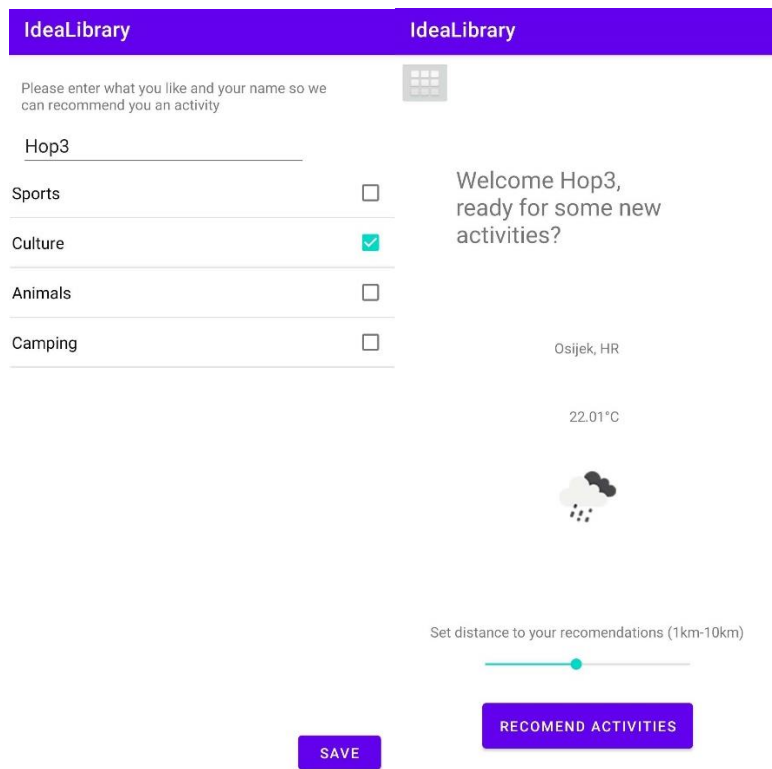 IdeaLibrary
Please enter what you like and your name so we
can recommend you an activity
Hop3
Sports
Culture
Animals
Camping
SAVE
IdeaLibrary
Welcome Hop3,
ready for some new
activities?
Osijek, HR
22.01°C
Set distance to your recomendations (1km-10km)
RECOMEND ACTIVITIES